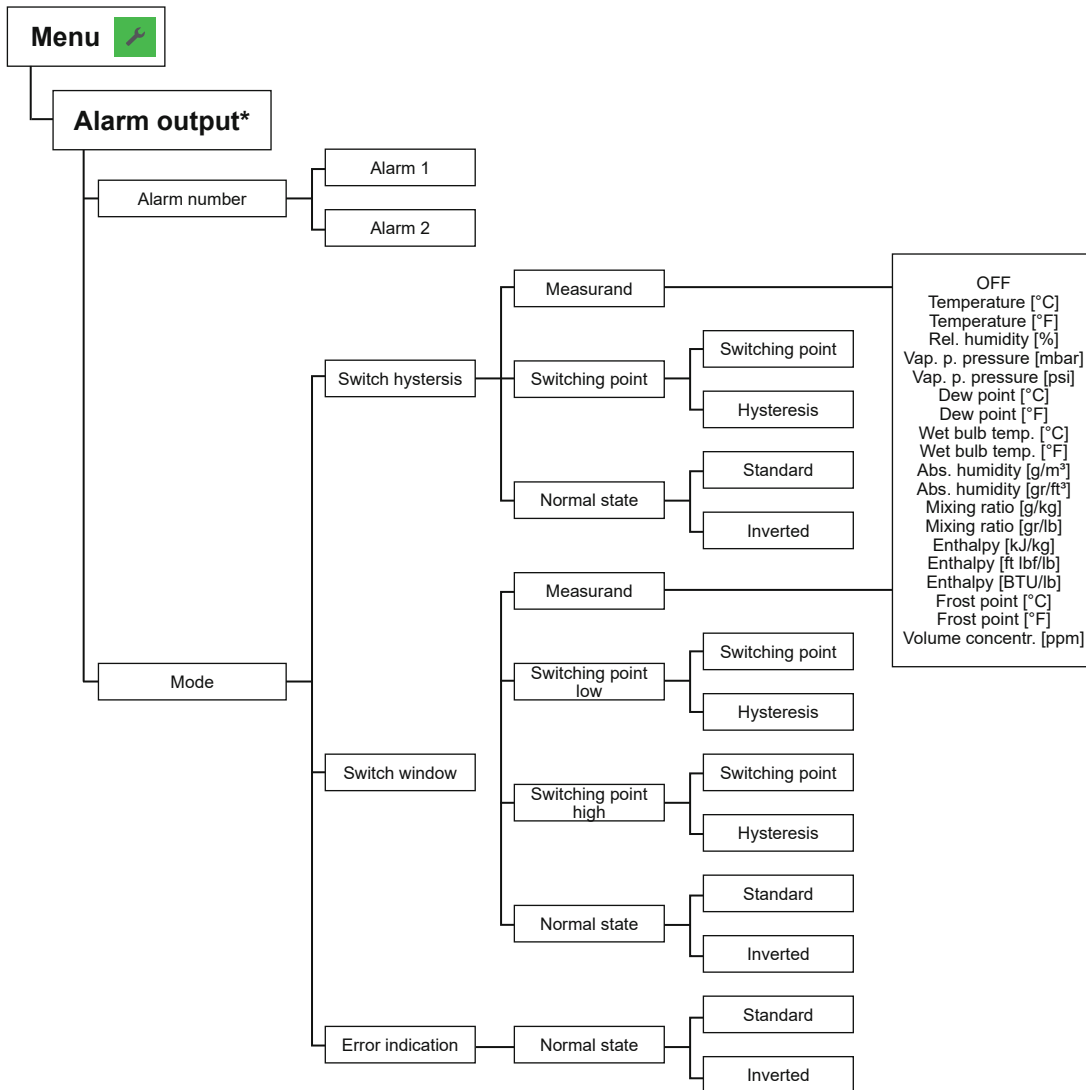 Menu
Alarm output*
Alarm number
Alarm 1
Alarm 2
Mode
Switch hystersis
Measurand
OFF
Temperature [°C]
Temperature [°F]
Rel. humidity [%]
Vap. p. pressure [mbar]
Vap. p. pressure [psi]
Dew point [°C]
Dew point [°F]
Wet bulb temp. [°C]
Wet bulb temp. [°F]
Abs. humidity [g/m³]
Abs. humidity [gr/ft³]
Mixing ratio [g/kg]
Mixing ratio [gr/lb]
Enthalpy [kJ/kg]
Enthalpy [ft lbf/lb]
Enthalpy [BTU/lb]
Frost point [°C]
Frost point [°F]
Volume concentr. [ppm]
Switching point
Switching point
Hysteresis
Normal state
Standard
Inverted
Switch window
Measurand
Switching point
low
Switching point
Hysteresis
Switching point
high
Switching point
Hysteresis
Normal state
Standard
Inverted
Error indication
Normal state
Standard
Inverted